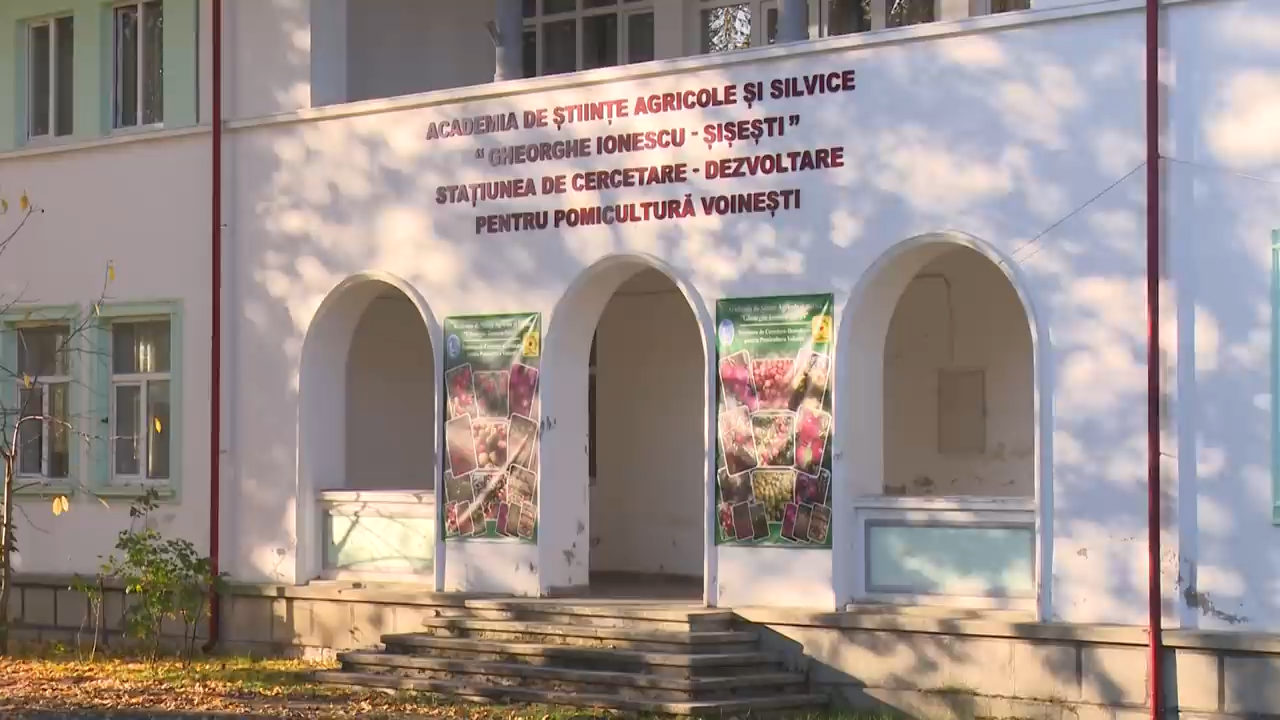 ACADEMIA DE ȘTIINȚE AGRICOLE ȘI SILVICE
“ GHEORGHE IONESCU - ȘIȘEȘTI ”
STAȚIUNEA DE CERCETARE - DEZVOLTARE
PENTRU POMICULTURĂ VOINEȘTI